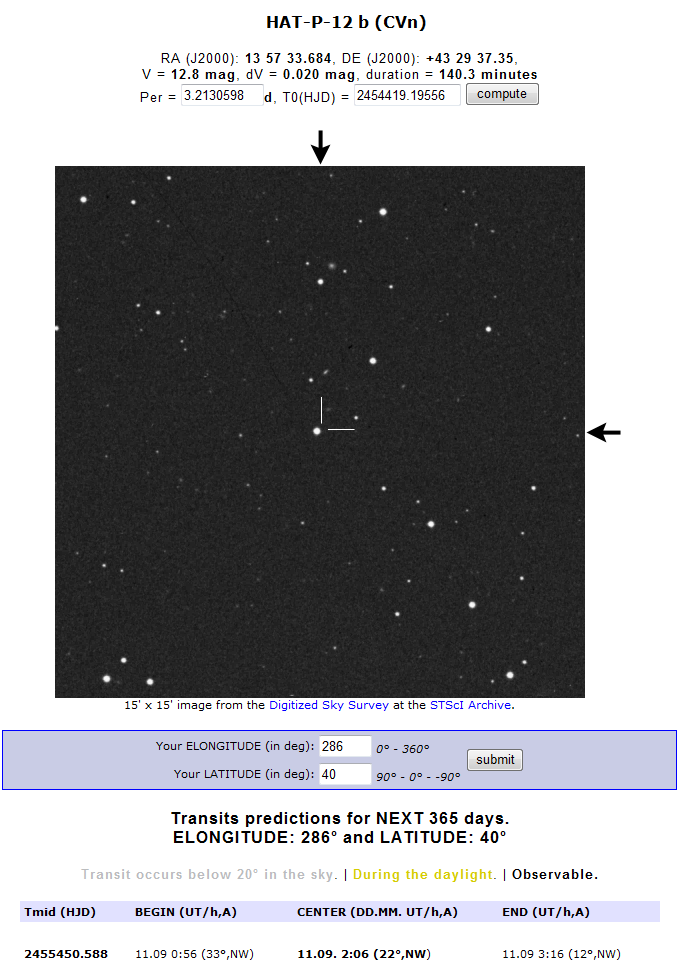 HAT-P-12 b (CVn)
RA (J2000): 13 57 33.684, DE (J2000): +43 29 37.35,
V = 12.8 mag, dV = 0.020 mag, duration = 140.3 minutes
Per = 3.2130598 d, T0(HJD) = 2454419.19556 compute
15' x 15' image from the Digitized Sky Survey at the STScI Archive.
Your ELONGITUDE (in deg): 286 0° - 360°
submit
Your LATITUDE (in deg): 40 90° - 0° - -90°
Transits predictions for NEXT 365 days.
ELONGITUDE: 286° and LATITUDE: 40°
Transit occurs below 20° in the sky. | During the daylight. | Observable.
Tmid (HJD) BEGIN (UT/h,A) CENTER (DD.MM. UT/h,A) END (UT/h,A)
2455450.588 11.09 0:56 (33°,NW) 11.09. 2:06 (22°,NW) 11.09 3:16 (12°,NW)